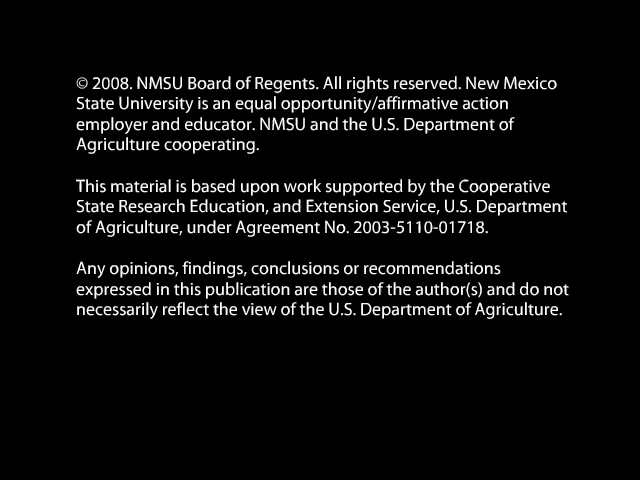 © 2008. NMSU Board of Regents. All rights reserved. New Mexico
State University is an equal opportunity/affirmative action
employer and educator. NMSU and the U.S. Department of
Agriculture cooperating.
This material is based upon work supported by the Cooperative
State Research Education, and Extension Service, U.S. Department
of Agriculture, under Agreement No. 2003-5110-01718.
Any opinions, findings, conclusions or recommendations
expressed in this publication are those of the author(s) and do not
necessarily reflect the view of the U.S. Department of Agriculture.